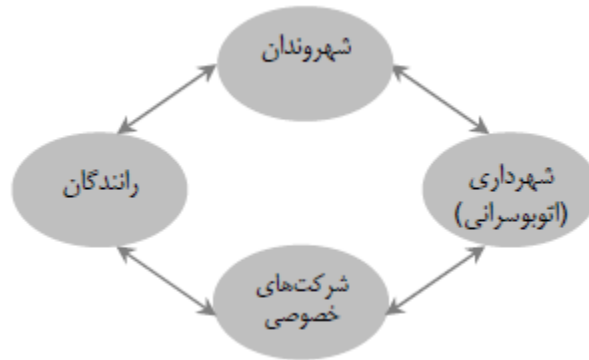 شهروندان
رانندگان
شهرداری
(اتوبوسرانی)
شرکت‌های
خصوصی